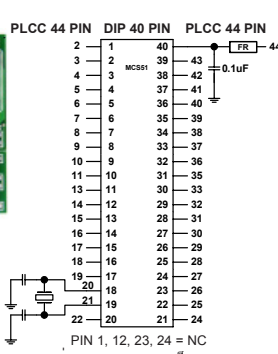 PLCC 44 PIN DIP 40 PIN PLCC 44 PIN
2 1 40 FR 44
3 2 39 43
MCS51 0.1uF
4 3 38 42
5 4 37 41
6 5 36 40
7 6 35 39
8 7 34 38
9 8 33 37
10 9 32 36
11 10 31 35
13 11 30 33
14 12 29 32
15 13 28 31
16 14 27 30
17 15 26 29
18 16 25 28
19 17 24 27
20 18 23 26
21 19 22 25
22 20 21 24
PIN 1, 12, 23, 24 = NC